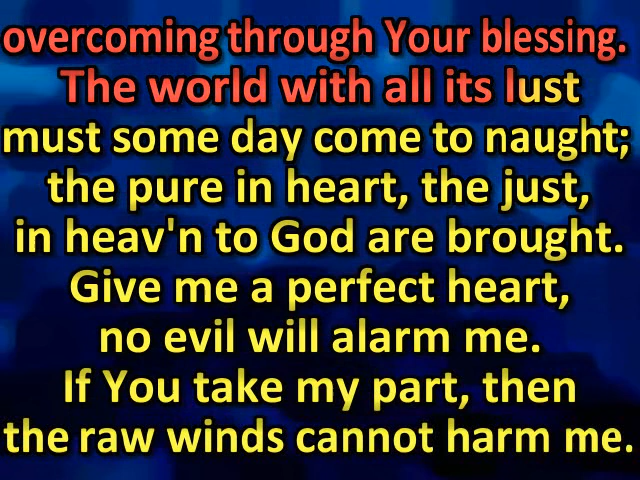 overcoming through Your blessing.
The world with all its lust
must some day come to naught;
the pure in heart, the just,
in heav'n to God are brought.
Give me a perfect heart,
no evil will alarm me.
If You take my part, then
the raw winds cannot harm me.